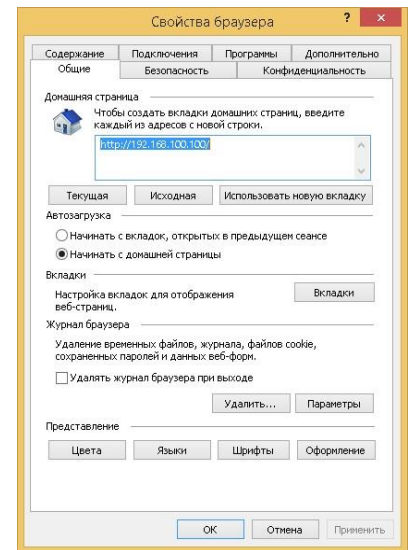 Свойства браузера
?
×
Содержание Подключения Программы Дополнительно
Общие Безопасность Конфиденциальность
Домашняя страница
Чтобы создать вкладки домашних страниц, введите
каждый из адресов с новой строки.
http://192.168.100.100/
Текущая Исходная Использовать новую вкладку
Автозагрузка
Начинать с вкладок, открытых в предыдущем сеансе
Начинать с домашней страницы
Вкладки
Настройка вкладок для отображения
веб-страниц.
Вкладки
Журнал браузера
Удаление временных файлов, журнала, файлов cookie,
сохраненных паролей и данных веб-форм.
Удалять журнал браузера при выходе
Удалить... Параметры
Представление
Цвета Языки Шрифты Оформление
ОК Отмена Применить